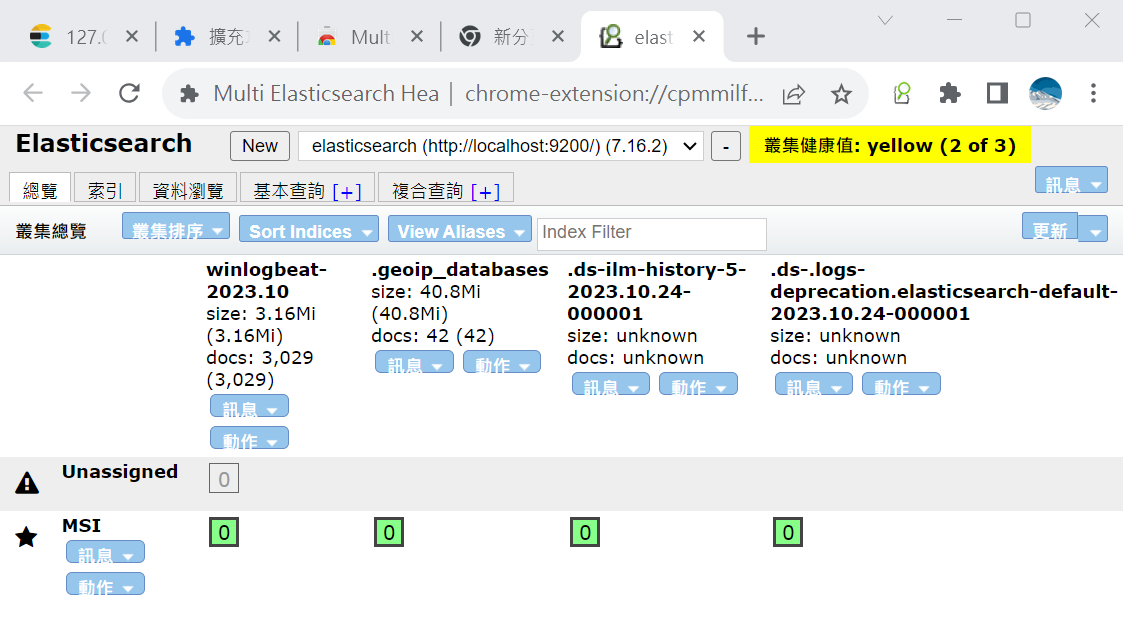 127.0
擴充
Mult
新分
elast
Multi Elasticsearch Hea | chrome-extension://cpmmilf...
Elasticsearch
New
elasticsearch (http://localhost:9200/) (7.16.2)
-
叢集健康值: yellow (2 of 3)
總覽
索引
資料瀏覽
基本查詢 [+]
複合查詢 [+]
訊息
叢集總覽
叢集排序
Sort Indices
View Aliases
Index Filter
更新
winlogbeat-
2023.10
size: 3.16Mi
(3.16Mi)
docs: 3,029
(3,029)
訊息
動作
.geoip_databases
size: 40.8Mi
(40.8Mi)
docs: 42 (42)
訊息 動作
.ds-ilm-history-5-
2023.10.24-
000001
size: unknown
docs: unknown
訊息 動作
.ds-.logs-
deprecation.elasticsearch-default-
2023.10.24-000001
size: unknown
docs: unknown
訊息 動作
Unassigned
0
MSI
訊息
動作
0
0
0
0